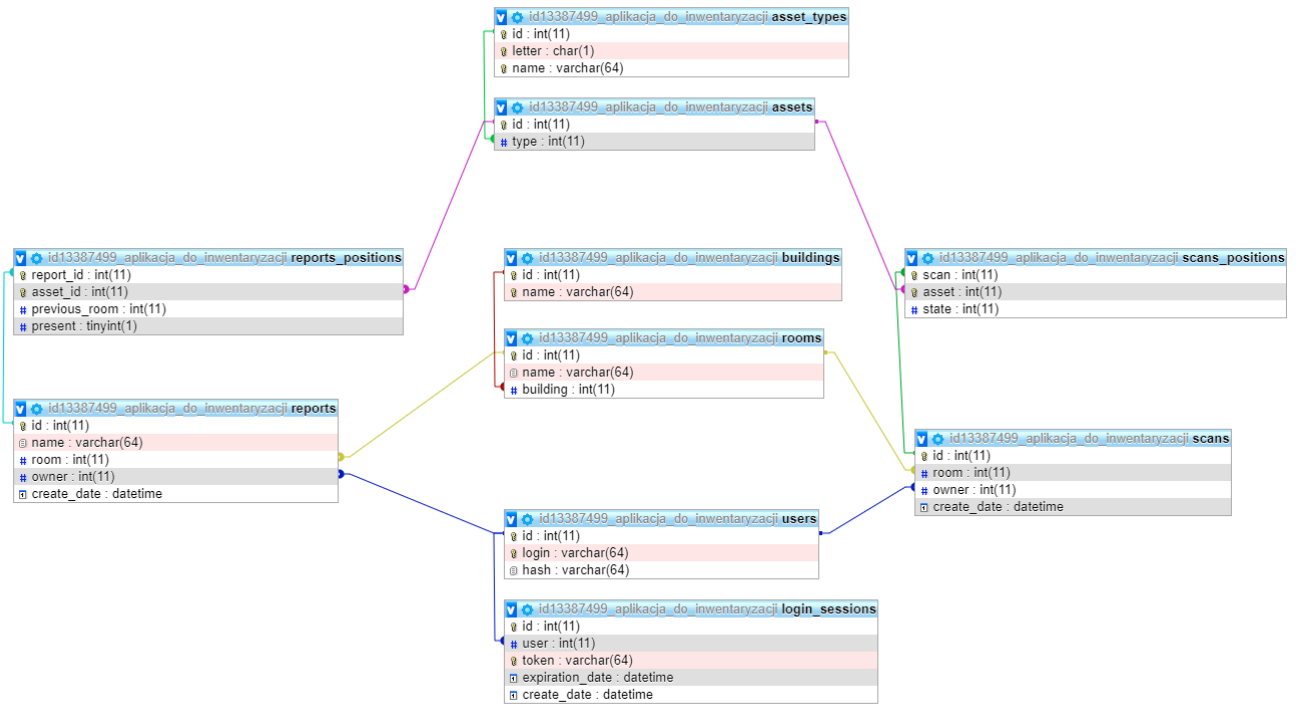 id13387499_aplikacja_do_inwentaryzacji asset_types
id : int(11)
letter : char(1)
name : varchar(64)
id13387499_aplikacja_do_inwentaryzacji assets
id : int(11)
type : int(11)
id13387499_aplikacja_do_inwentaryzacji reports_positions
report_id : int(11)
asset_id : int(11)
previous_room : int(11)
present : tinyint(1)
id13387499_aplikacja_do_inwentaryzacji buildings
id : int(11)
name : varchar(64)
id13387499_aplikacja_do_inwentaryzacji scans_positions
scan : int(11)
asset : int(11)
state : int(11)
id13387499_aplikacja_do_inwentaryzacji rooms
id : int(11)
name : varchar(64)
building : int(11)
id13387499_aplikacja_do_inwentaryzacji reports
id : int(11)
name : varchar(64)
room : int(11)
owner : int(11)
create_date : datetime
id13387499_aplikacja_do_inwentaryzacji scans
id : int(11)
room : int(11)
owner : int(11)
create_date : datetime
id13387499_aplikacja_do_inwentaryzacji users
id : int(11)
login : varchar(64)
hash : varchar(64)
id13387499_aplikacja_do_inwentaryzacji login_sessions
id : int(11)
user : int(11)
token : varchar(64)
expiration_date : datetime
create_date : datetime